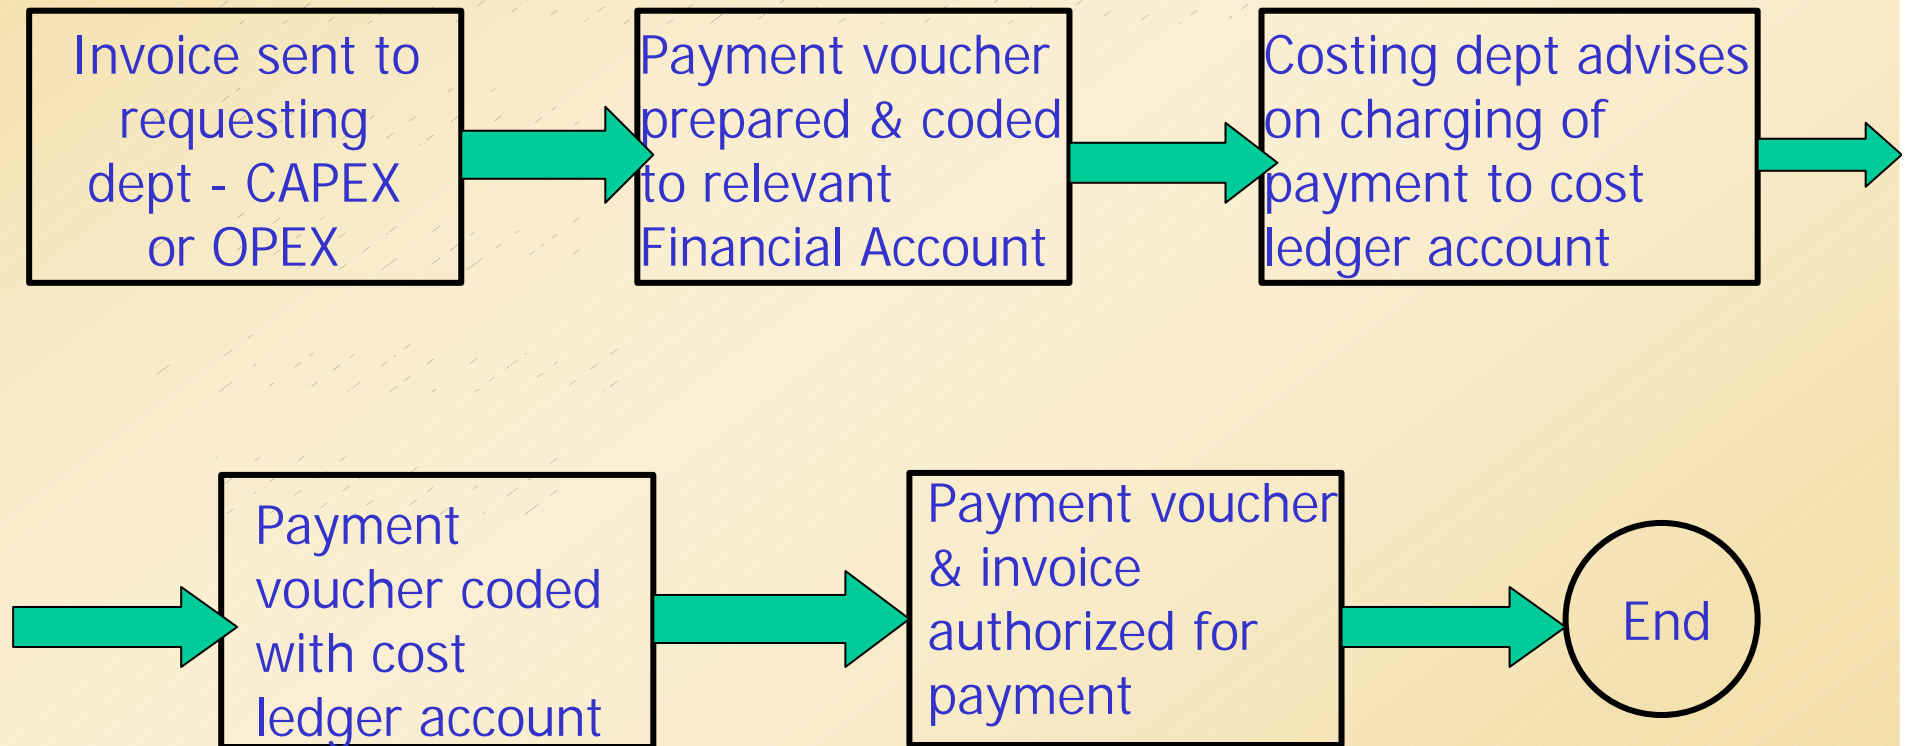 Invoice sent to
requesting
dept - CAPEX
or OPEX
Payment voucher
prepared & coded
to relevant
Financial Account
Costing dept advises
on charging of
payment to cost
ledger account
Payment
voucher coded
with cost
ledger account
Payment voucher
& invoice
authorized for
payment
End